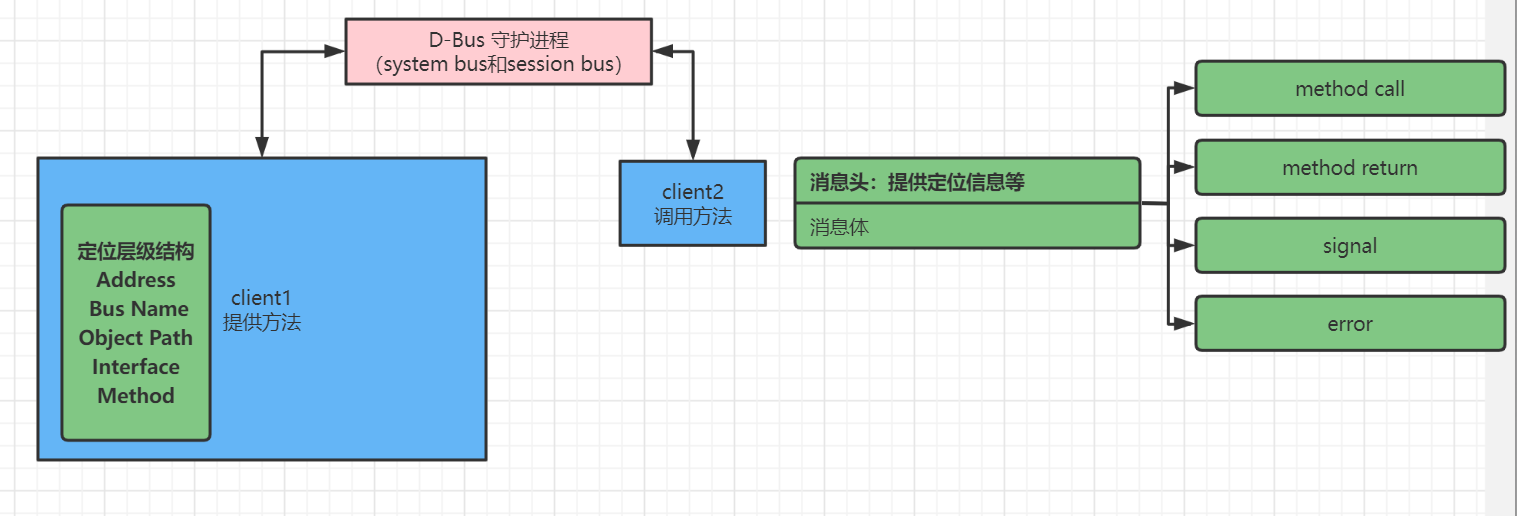 D-Bus 守护进程
（system bus和session bus）
定位层级结构
Address
Bus Name
Object Path
Interface
Method
client1
提供方法
client2
调用方法
消息头：提供定位信息等
消息体
method call
method return
signal
error